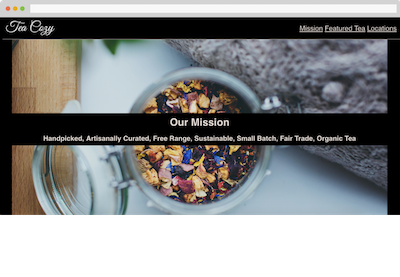 Tea Cozy
Mission Featured Tea Locations
Our Mission
Handpicked, Artisanally Curated, Free Range, Sustainable, Small Batch, Fair Trade, Organic Tea